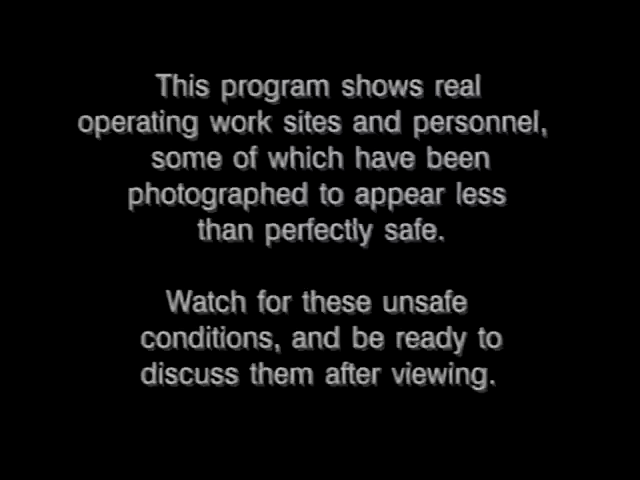 This program shows real
operating work sites and personnel,
some of which have been
photographed to appear less
than perfectly safe.
Watch for these unsafe
conditions, and be ready to
discuss them after viewing.